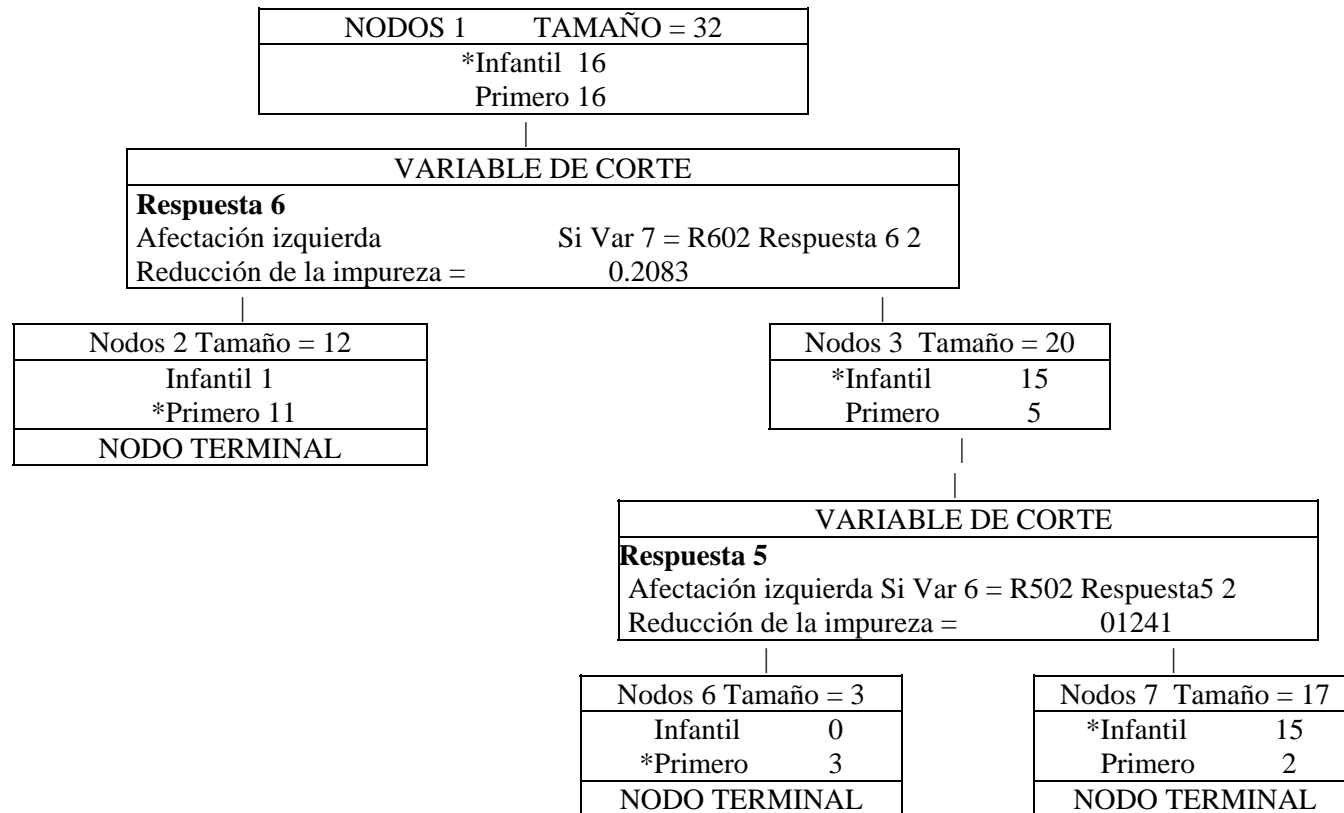 NODOS 1 TAMAÑO = 32
*Infantil 16
Primero 16
VARIABLE DE CORTE
Respuesta 6
Afectación izquierda Si Var 7 = R602 Respuesta 6 2
Reducción de la impureza = 0.2083
Nodos 2 Tamaño = 12
Infantil 1
*Primero 11
NODO TERMINAL
Nodos 3 Tamaño = 20
*Infantil 15
Primero 5
VARIABLE DE CORTE
Respuesta 5
Afectación izquierda Si Var 6 = R502 Respuesta5 2
Reducción de la impureza = 01241
Nodos 6 Tamaño = 3
Infantil 0
*Primero 3
NODO TERMINAL
Nodos 7 Tamaño = 17
*Infantil 15
Primero 2
NODO TERMINAL